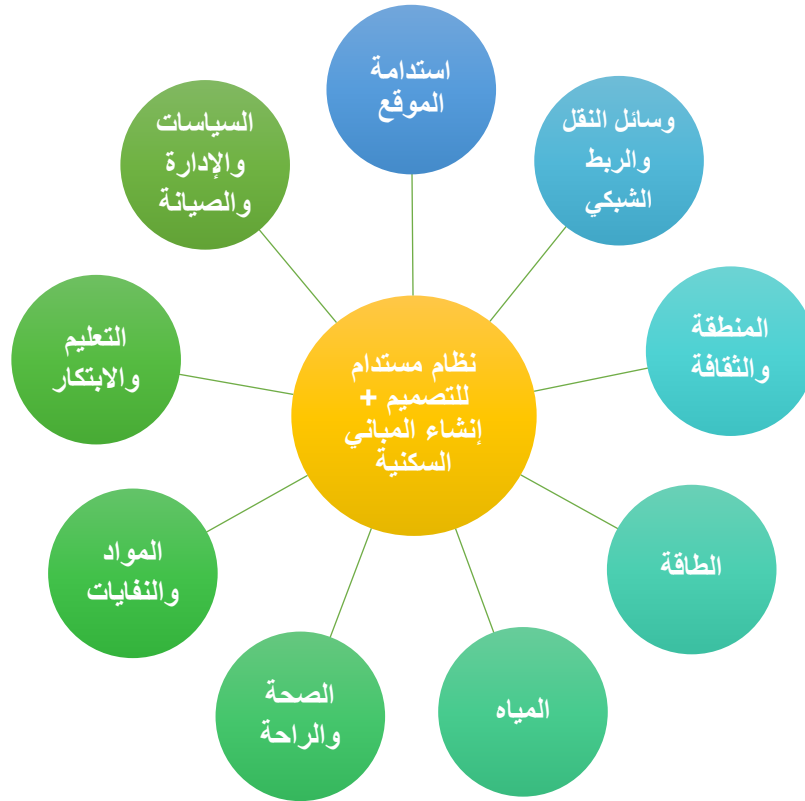 استدامة
الموقع
وسائل النقل
والربط
الشبكي
المنطقة
والثقافة
الطاقة
المياه
الصحة
والراحة
المواد
والنفايات
التعليم
والابتكار
السياسات
والإدارة
والصيانة
نظام مستدام
للتصميم +
إنشاء المباني
السكنية